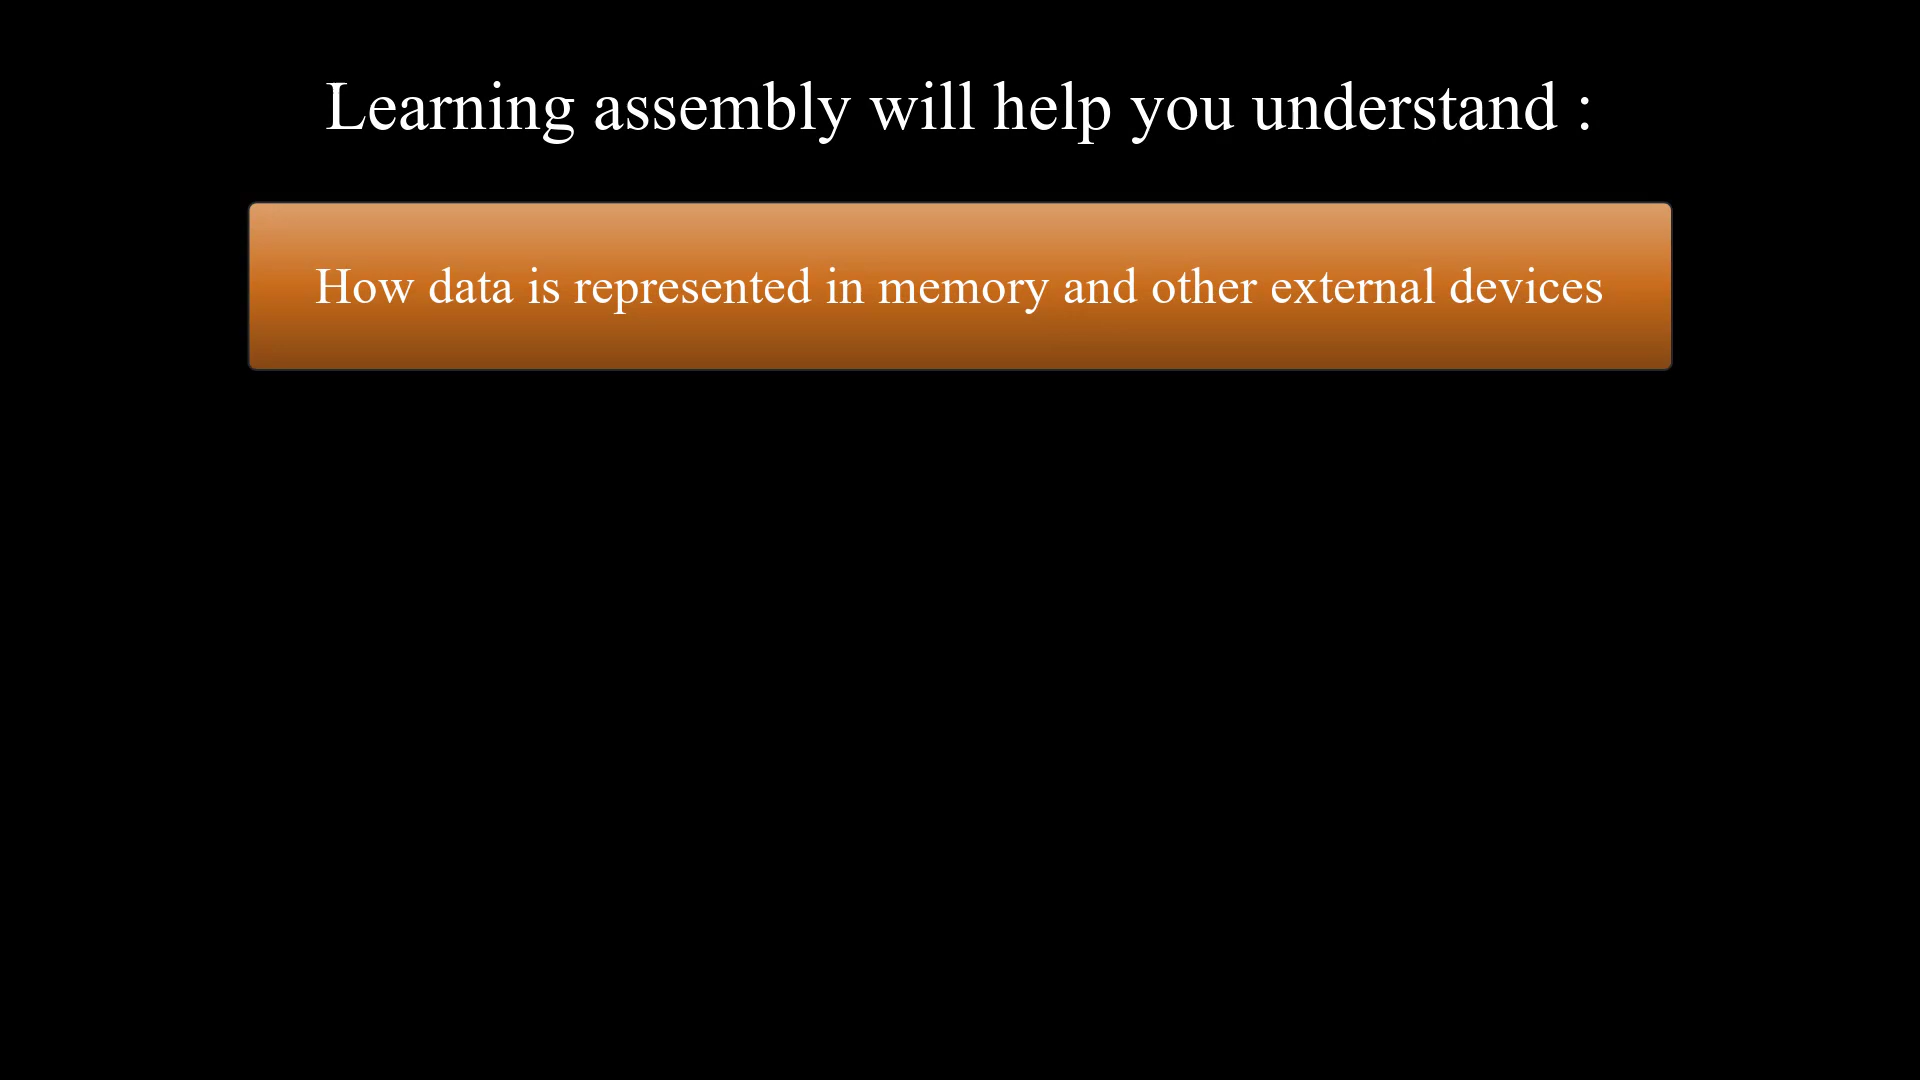 Learning assembly will help you understand :
How data is represented in memory and other external devices